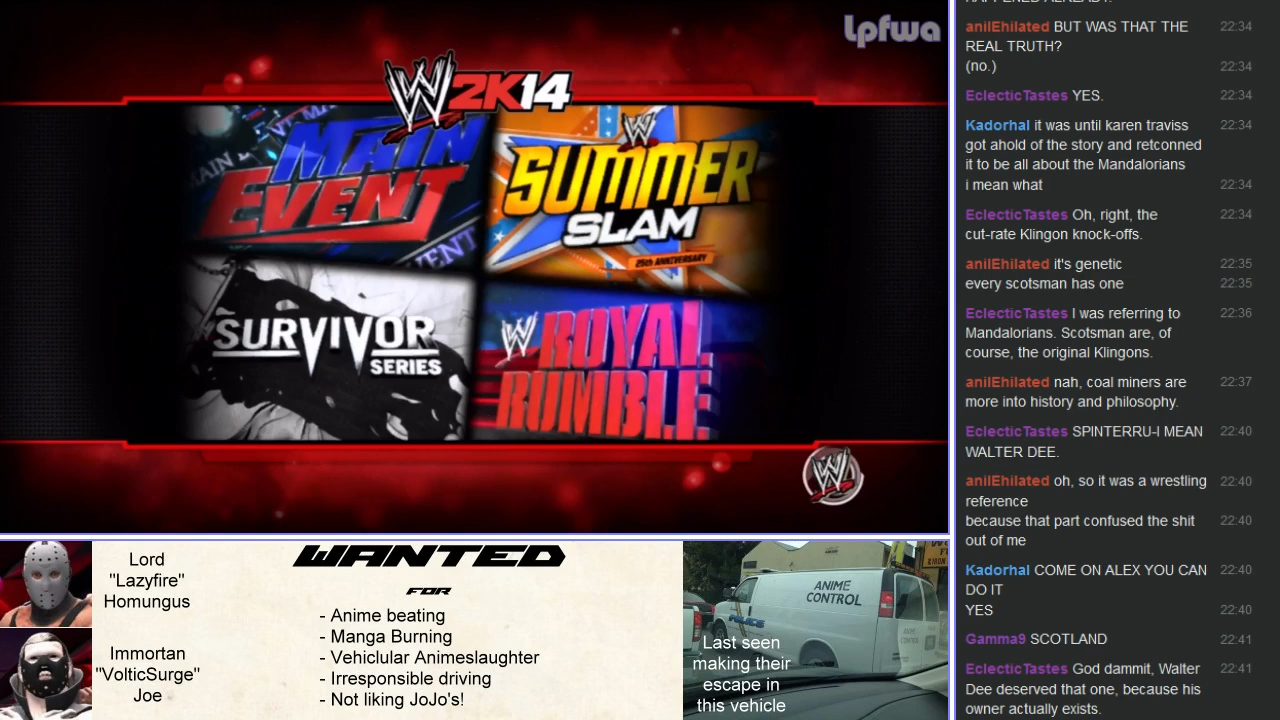 Lpfwa
W 2K14
MAIN
EVENT
MAIN
W
SUMMER
SLAM
25TH ANNIVERSARY
SURVIVOR
SERIES
W ROYAL
RUMBLE
W
Lord
"Lazyfire"
Homungus
Immortan
"VolticSurge"
Joe
WANTED
FOR
- Anime beating
- Manga Burning
- Vehiclular Animeslaughter
- Irresponsible driving
- Not liking JoJo's!
ANIME
CONTROL
POLICE
ANIME
CONTROL
Last seen
making their
escape in
this vehicle
HAPPENED ALREADY.
anilEhilated BUT WAS THAT THE 22:34
REAL TRUTH?
(no.) 22:34
EclecticTastes YES. 22:34
Kadorhal it was until karen traviss 22:34
got ahold of the story and retconned
it to be all about the Mandalorians
i mean what 22:34
EclecticTastes Oh, right, the 22:34
cut-rate Klingon knock-offs.
anilEhilated it's genetic 22:35
every scotsman has one 22:35
EclecticTastes I was referring to 22:36
Mandalorians. Scotsman are, of
course, the original Klingons.
anilEhilated nah, coal miners are 22:37
more into history and philosophy.
EclecticTastes SPINTERRU-I MEAN 22:40
WALTER DEE.
anilEhilated oh, so it was a wrestling 22:40
reference
because that part confused the shit 22:40
out of me
Kadorhal COME ON ALEX YOU CAN 22:40
DO IT
YES 22:40
Gamma9 SCOTLAND 22:41
EclecticTastes God dammit, Walter 22:41
Dee deserved that one, because his
owner actually exists.